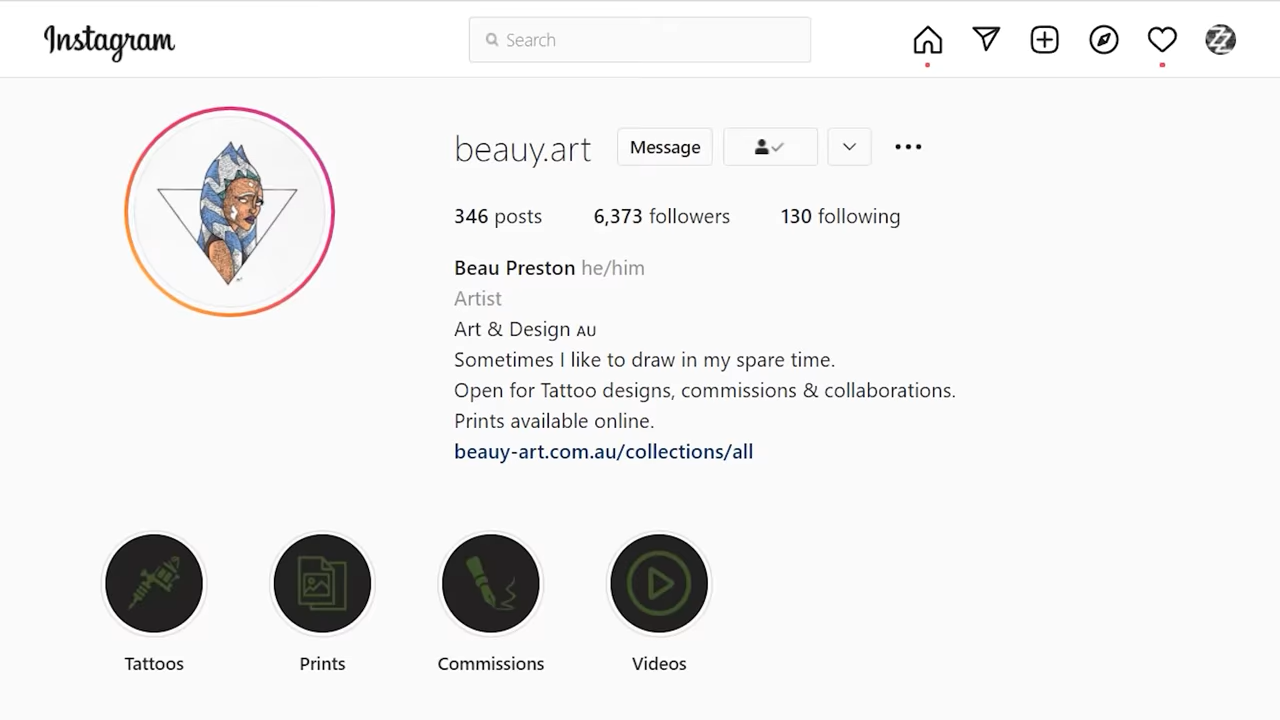 Instagram
Search
beauy.art Message
346 posts 6,373 followers 130 following
Beau Preston he/him
Artist
Art & Design AU
Sometimes I like to draw in my spare time.
Open for Tattoo designs, commissions & collaborations.
Prints available online.
beauy-art.com.au/collections/all
Tattoos Prints Commissions Videos